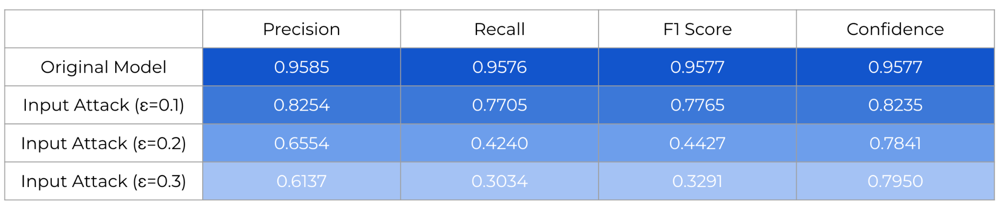 Precision Recall F1 Score Confidence
Original Model 0.9585 0.9576 0.9577 0.9577
Input Attack (ε=0.1) 0.8254 0.7705 0.7765 0.8235
Input Attack (ε=0.2) 0.6554 0.4240 0.4427 0.7841
Input Attack (ε=0.3) 0.6137 0.3034 0.3291 0.7950